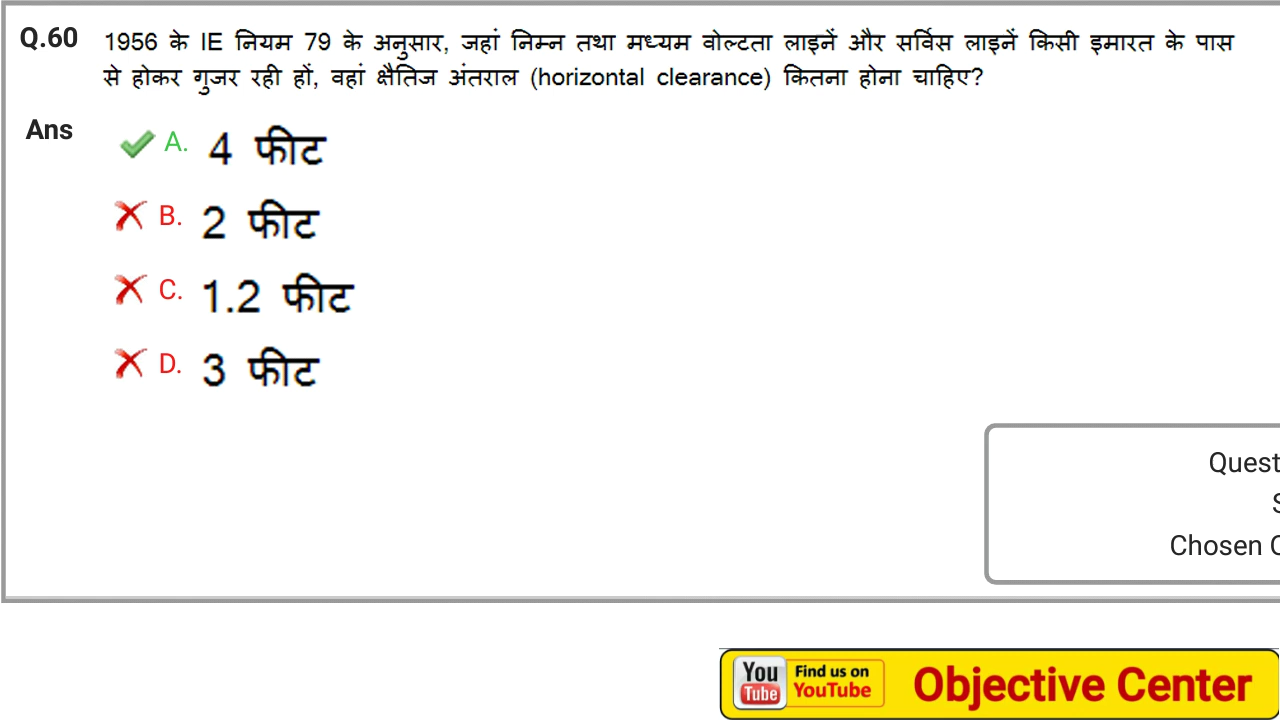 Q.60 1956 के IE नियम 79 के अनुसार, जहां निम्न तथा मध्यम वोल्टता लाइनें और सर्विस लाइनें किसी इमारत के पास
से होकर गुजर रही हों, वहां क्षैतिज अंतराल (horizontal clearance) कितना होना चाहिए?
Ans A. 4 फीट
B. 2 फीट
C. 1.2 फीट
D. 3 फीट
Quest
S
Chosen
You Tube Find us on YouTube Objective Center